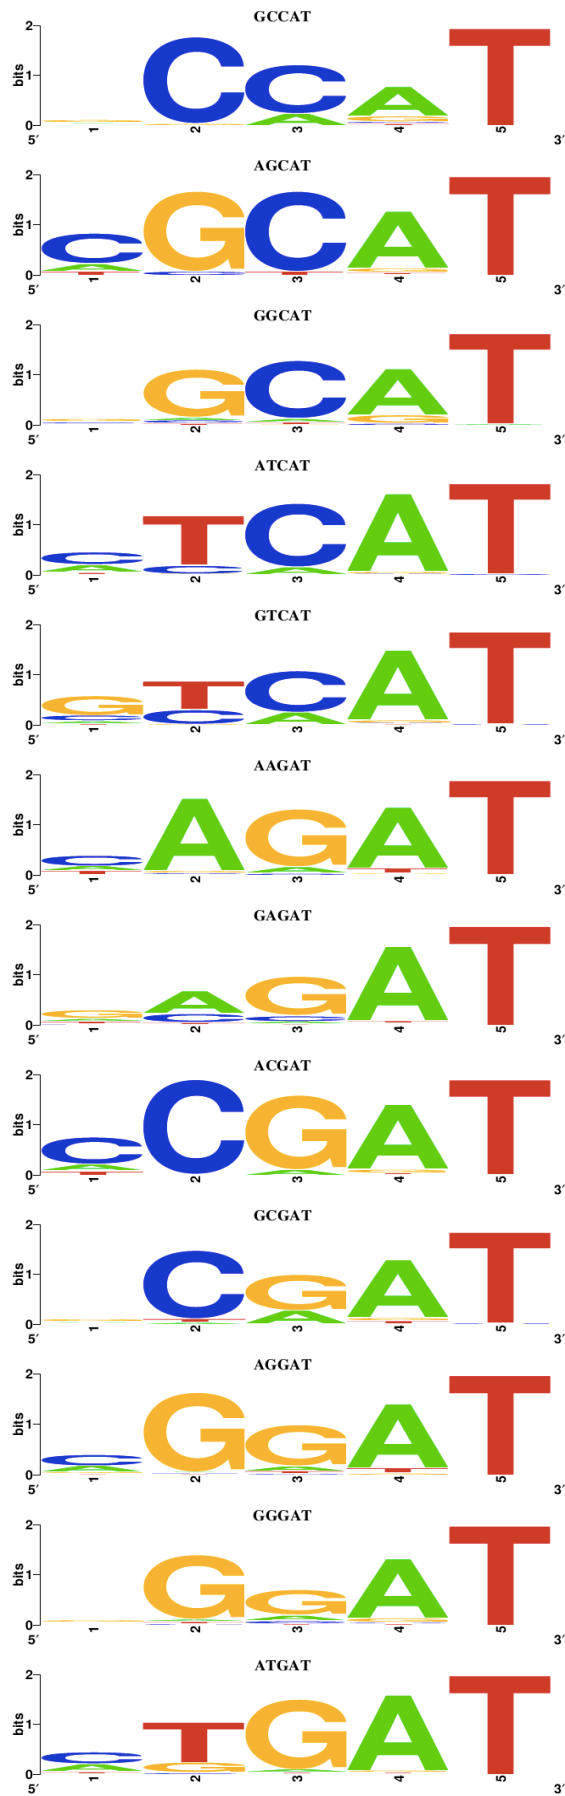 GCCAT
2
bits
1
C C A T
A
0
1 2 3 4 5
5′ 3′
AGCAT
2
bits
1
C G C A T
A
0
1 2 3 4 5
5′ 3′
GGCAT
2
bits
1
G C A T
G
0
1 2 3 4 5
5′ 3′
ATCAT
2
bits
1
C T C A T
A C A
0
1 2 3 4 5
5′ 3′
GTCAT
2
bits
1
G T C A T
C C A
0
1 2 3 4 5
5′ 3′
AAGAT
2
bits
1
C A G A T
A A T
0
1 2 3 4 5
5′ 3′
GAGAT
2
bits
1
G A G A T
C C
0
1 2 3 4 5
5′ 3′
ACGAT
2
bits
1
C C G A T
A A
0
1 2 3 4 5
5′ 3′
GCGAT
2
bits
1
C G A T
A
0
1 2 3 4 5
5′ 3′
AGGAT
2
bits
1
C G G A T
A A T
0
1 2 3 4 5
5′ 3′
GGGAT
2
bits
1
G G A T
A
0
1 2 3 4 5
5′ 3′
ATGAT
2
bits
1
C T G A T
A G
0
1 2 3 4 5
5′ 3′